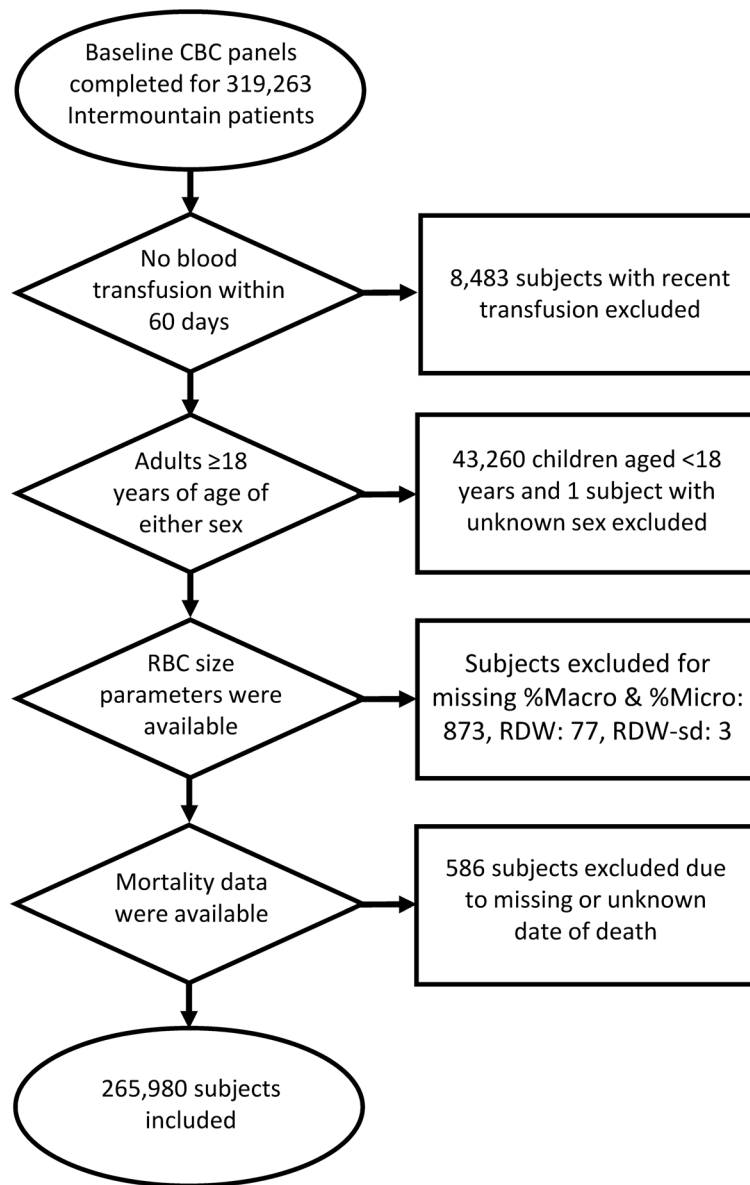 Baseline CBC panels
completed for 319,263
Intermountain patients
No blood
transfusion within
60 days
8,483 subjects with recent
transfusion excluded
Adults ≥18
years of age of
either sex
43,260 children aged <18
years and 1 subject with
unknown sex excluded
RBC size
parameters were
available
Subjects excluded for
missing %Macro & %Micro:
873, RDW: 77, RDW-sd: 3
Mortality data
were available
586 subjects excluded due
to missing or unknown
date of death
265,980 subjects
included